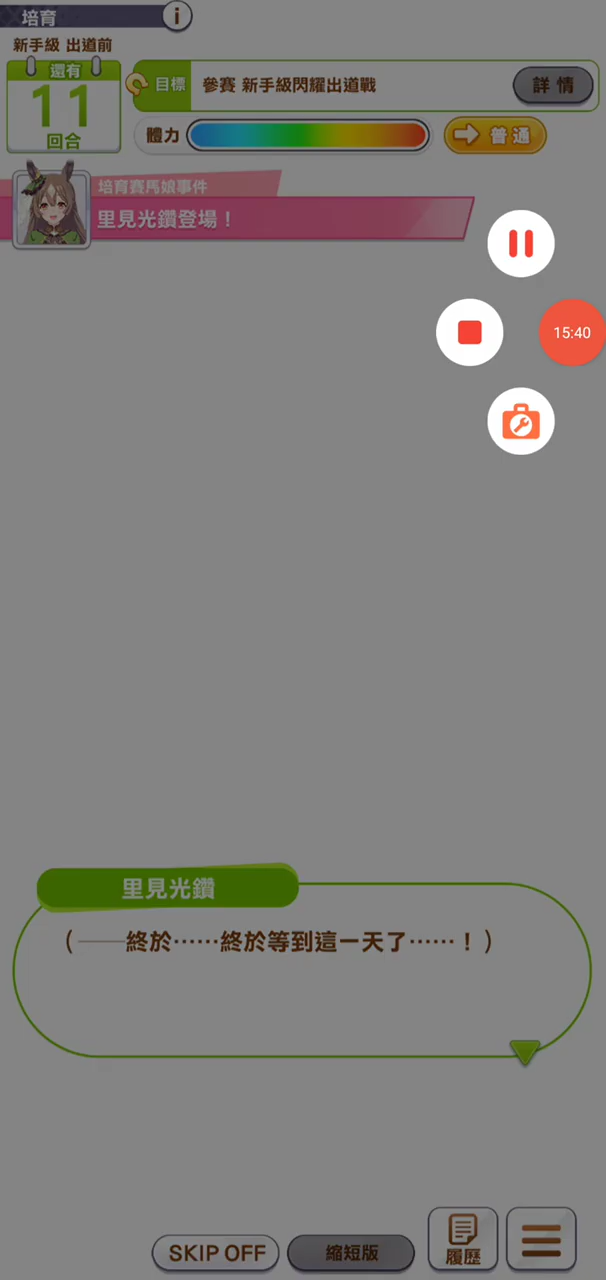 培育
i
新手級 出道前
還有
11
回合
目標
參賽 新手級閃耀出道戰
詳情
體力
普通
培育賽馬娘事件
里見光鑽登場！
15:40
里見光鑽
（──終於……終於等到這一天了……！）
SKIP OFF
縮短版
履歷